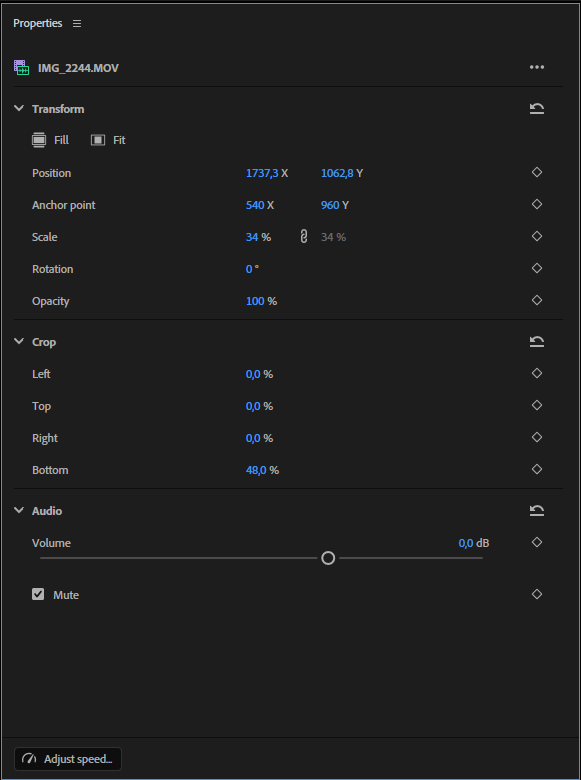 Properties
IMG_2244.MOV
Transform
Fill Fit
Position 1737,3 X 1062,8 Y
Anchor point 540 X 960 Y
Scale 34 % 34 %
Rotation 0 °
Opacity 100 %
Crop
Left 0,0 %
Top 0,0 %
Right 0,0 %
Bottom 48,0 %
Audio
Volume 0,0 dB
Mute
Adjust speed...